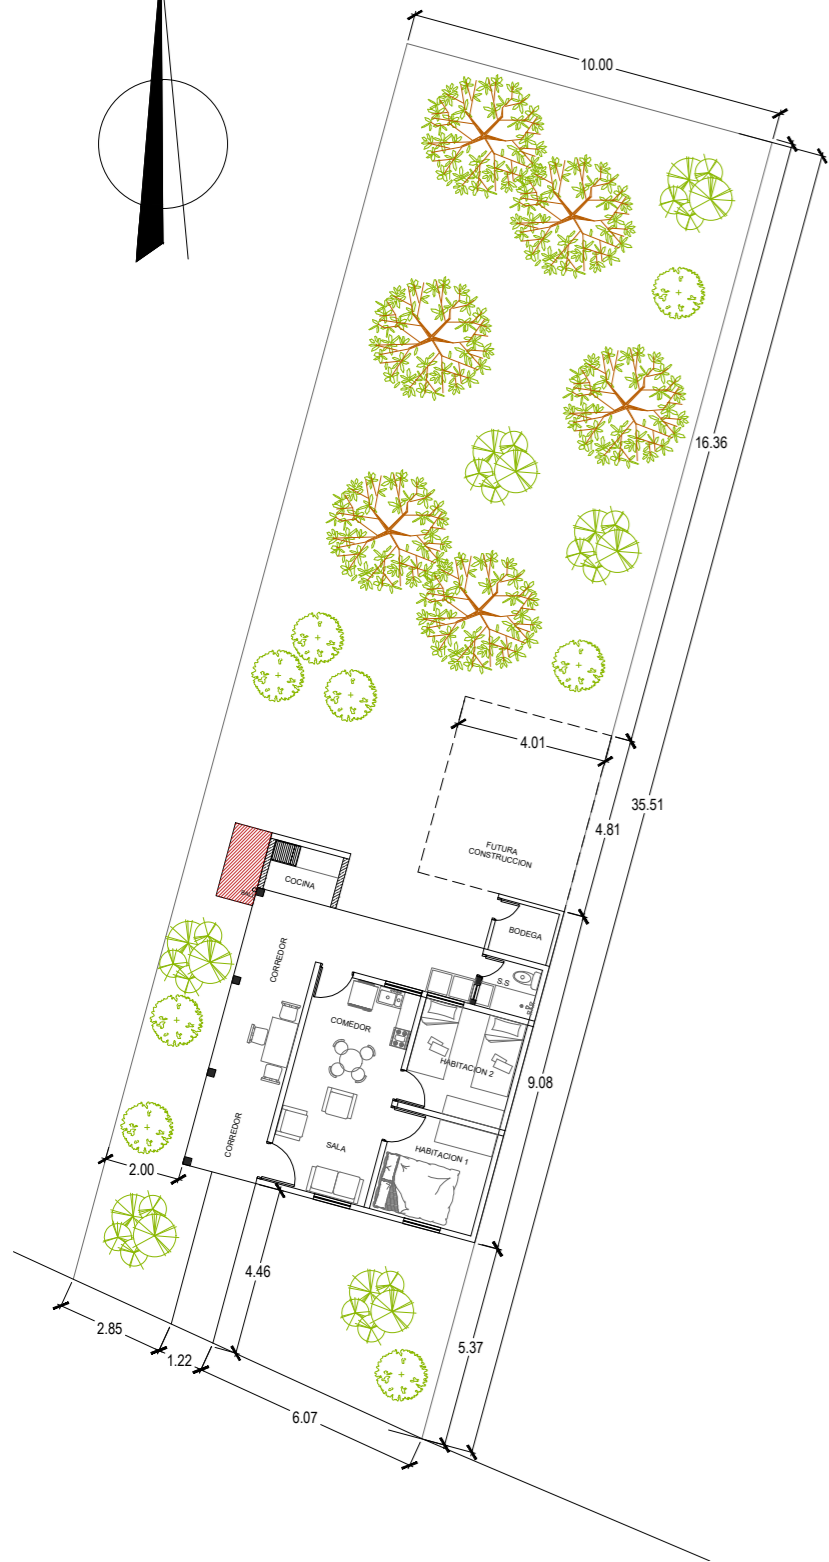 10.00
16.36
4.01
35.51
4.81
FUTURA
CONSTRUCCION
COCINA
BODEGA
CORREDOR
S.S
COMEDOR
HABITACION 2
9.08
CORREDOR
SALA
HABITACION 1
2.00
4.46
2.85
1.22
5.37
6.07